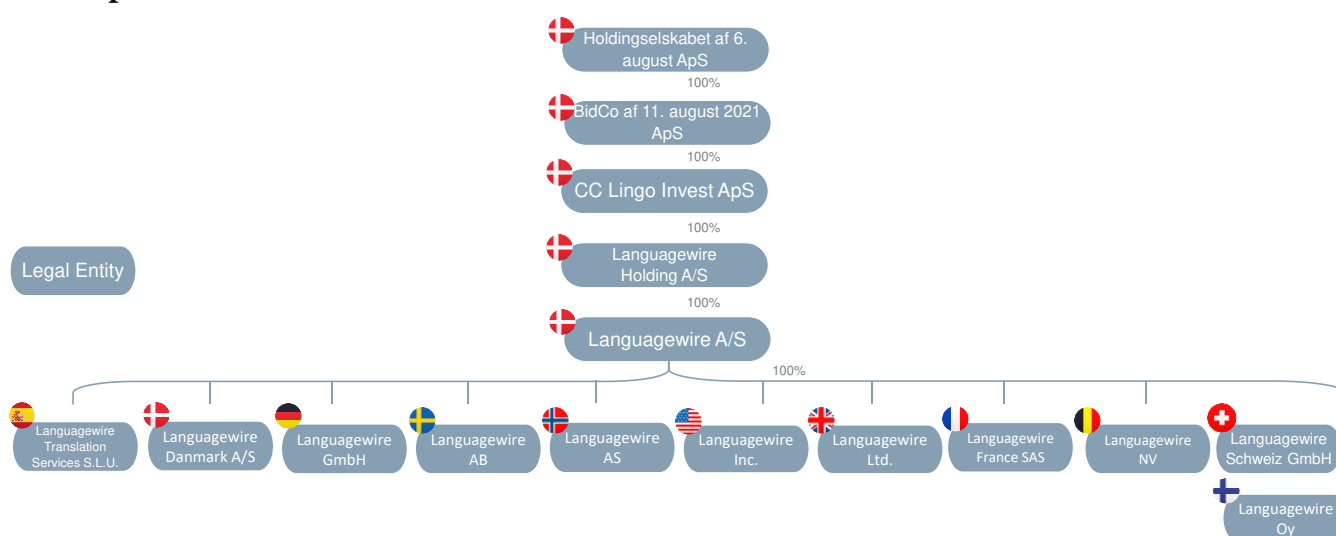 Holdingselskabet af 6.
august ApS
100%
BidCo af 11. august 2021
ApS
100%
CC Lingo Invest ApS
100%
Languagewire
Holding A/S
Legal Entity
100%
Languagewire A/S
100%
Languagewire
Translation
Services S.L.U.
Languagewire
Danmark A/S
Languagewire
GmbH
Languagewire
AB
Languagewire
AS
Languagewire
Inc.
Languagewire
Ltd.
Languagewire
France SAS
Languagewire
NV
Languagewire
Schweiz GmbH
Languagewire
Oy